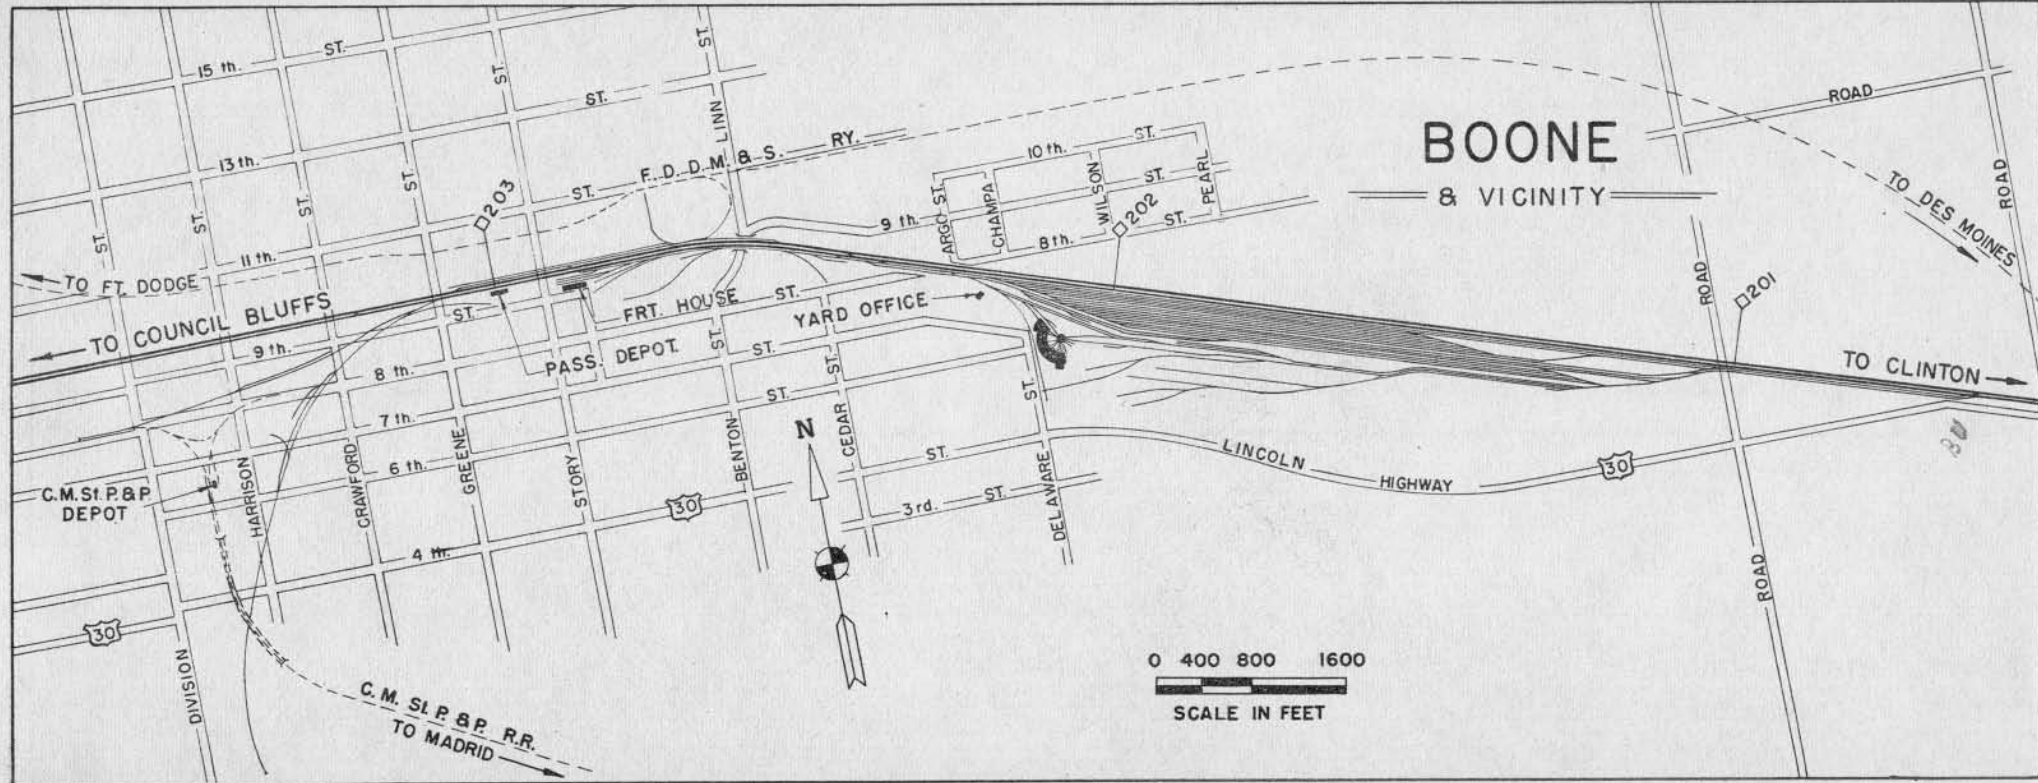 BOONE
& VICINITY
15 th.
ST.
ST.
ST.
LINN
13 th.
ST.
ST.
ST.
ST.
ST.
ST.
ST.
F. D. D. M. & S. RY.
11 th.
ST.
203
TO FT. DODGE
TO COUNCIL BLUFFS
9 th.
ST.
FRT. HOUSE
PASS. DEPOT.
8 th.
ST.
7 th.
ST.
6 th.
ST.
4 th.
30
30
C.M.St.P.&P.
DEPOT
DIVISION
HARRISON
CRAWFORD
GREENE
STORY
BENTON
ST.
CEDAR
ST.
DELAWARE
ST.
YARD OFFICE
10 th.
ST.
9 th.
ST.
8th.
ST.
ARGO ST.
CHAMPA
WILSON
PEARL
202
201
ROAD
ROAD
ROAD
ROAD
TO DES MOINES
TO CLINTON
LINCOLN HIGHWAY
30
ST.
3 rd. ST.
N
C. M. St. P. & P. R.R.
TO MADRID
0 400 800 1600
SCALE IN FEET